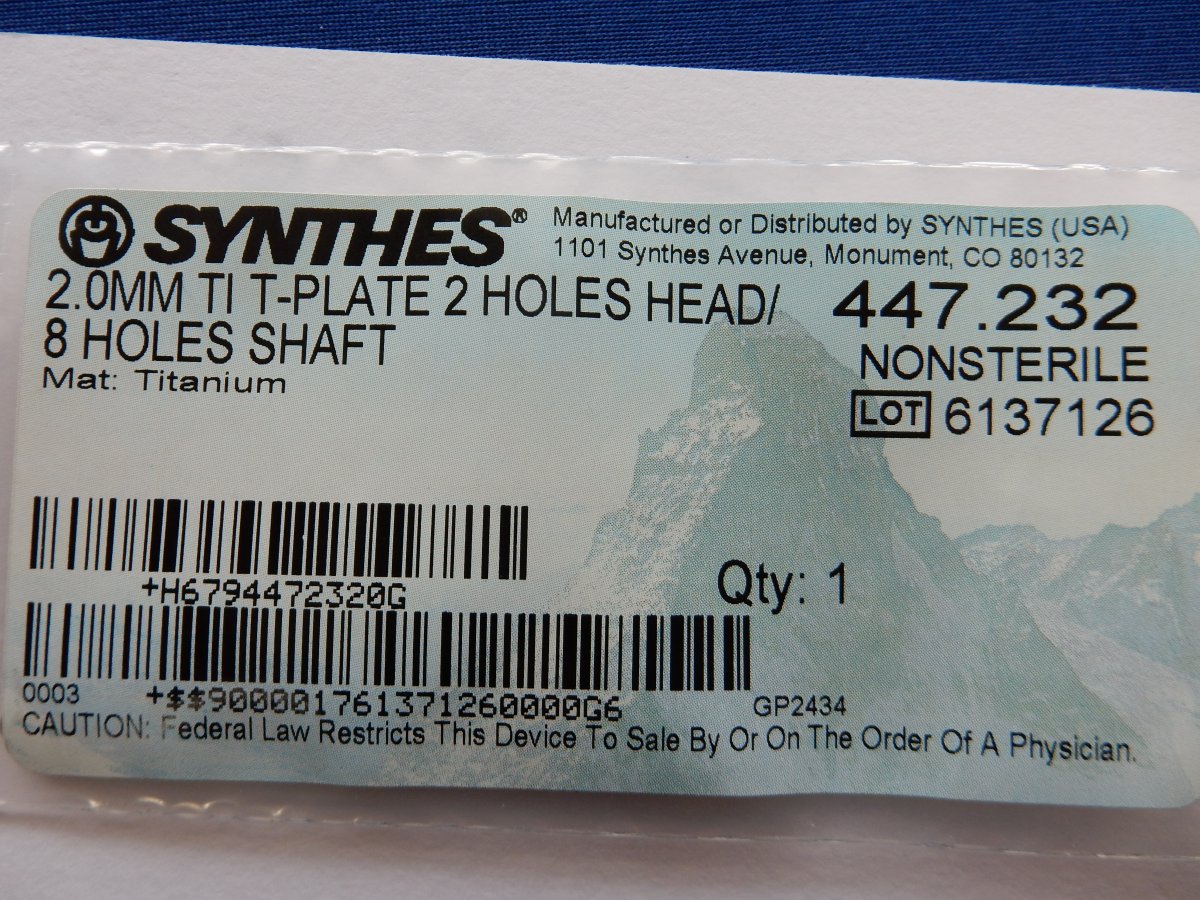 SYNTHES®
Manufactured or Distributed by SYNTHES (USA)
1101 Synthes Avenue, Monument, CO 80132
2.0MM TI T-PLATE 2 HOLES HEAD/
8 HOLES SHAFT
Mat: Titanium
447.232
NONSTERILE
LOT 6137126
+H6794472320G
Qty: 1
0003
+$$900001761371260000G6
GP2434
CAUTION: Federal Law Restricts This Device To Sale By Or On The Order Of A Physician.